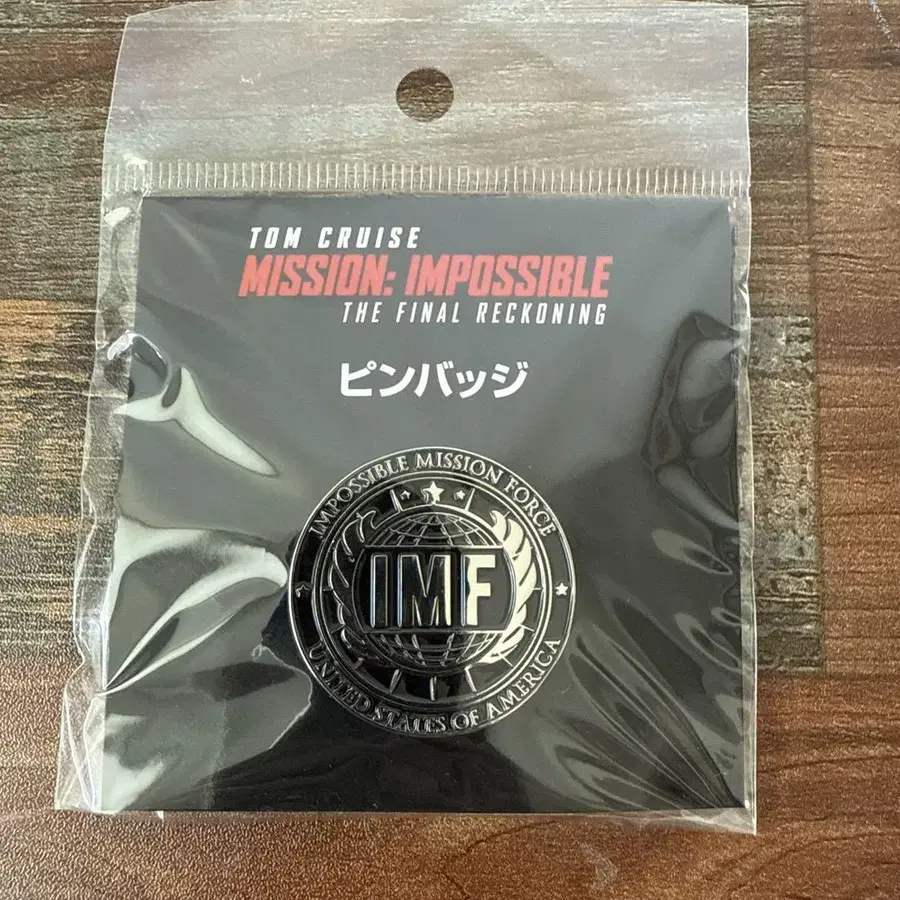 TOM CRUISE
MISSION: IMPOSSIBLE
THE FINAL RECKONING
ピンバッジ
IMPOSSIBLE MISSION FORCE
IMF
UNITED STATES OF AMERICA